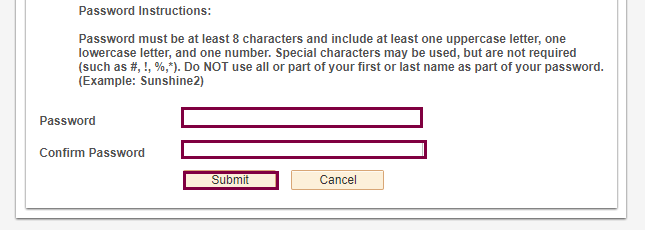 Password Instructions:
Password must be at least 8 characters and include at least one uppercase letter, one
lowercase letter, and one number. Special characters may be used, but are not required
(such as #, !, %,*). Do NOT use all or part of your first or last name as part of your password.
(Example: Sunshine2)
Password
Confirm Password
Submit Cancel